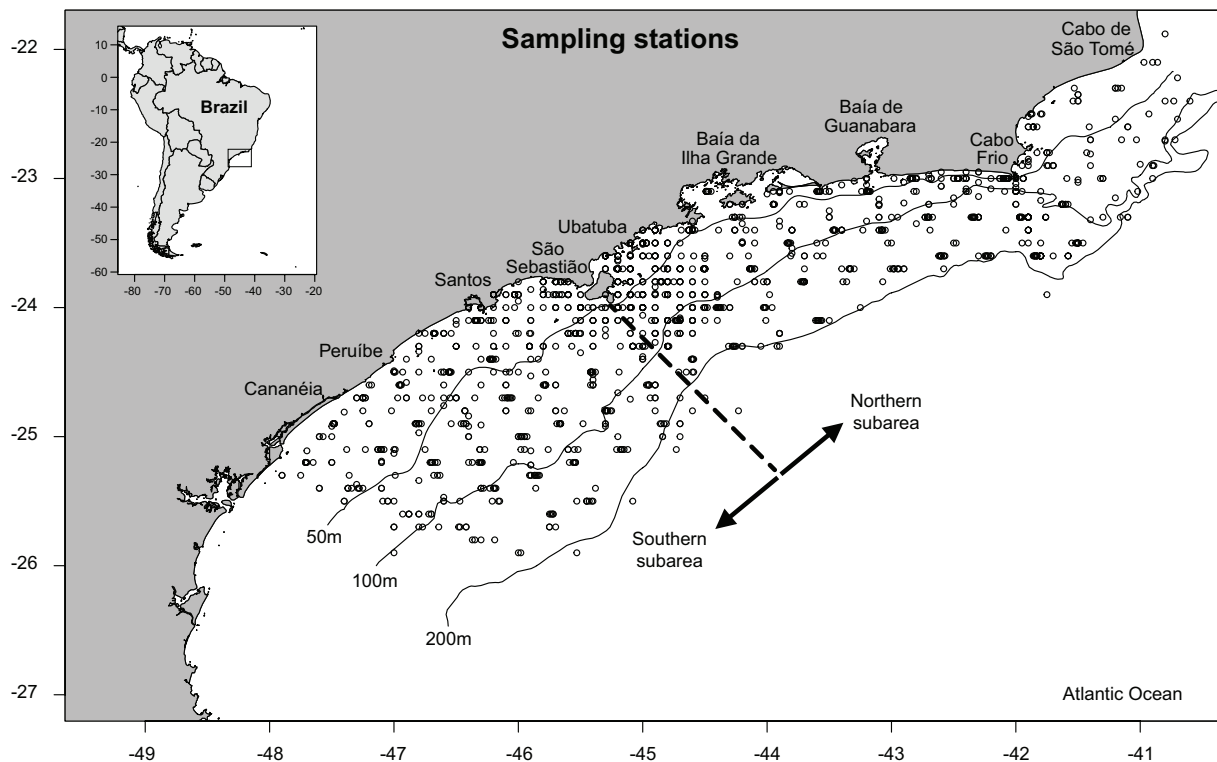 Sampling stations
Cabo de
São Tomé
Baía de
Guanabara
Baía da
Ilha Grande
Cabo
Frio
Ubatuba
São
Sebastião
Santos
Peruíbe
Cananéia
Northern
subarea
Southern
subarea
50m
100m
200m
Atlantic Ocean
Brazil
10
0
-10
-20
-30
-40
-50
-60
-80 -70 -60 -50 -40 -30 -20
-22
-23
-24
-25
-26
-27
-49 -48 -47 -46 -45 -44 -43 -42 -41